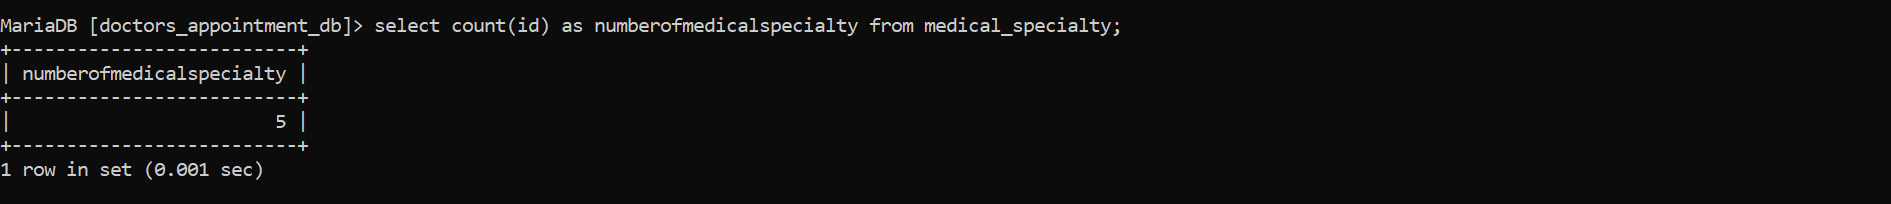 MariaDB [doctors_appointment_db]> select count(id) as numberofmedicalspecialty from medical_specialty;
+--------------------------+
| numberofmedicalspecialty |
+--------------------------+
|                        5 |
+--------------------------+
1 row in set (0.001 sec)